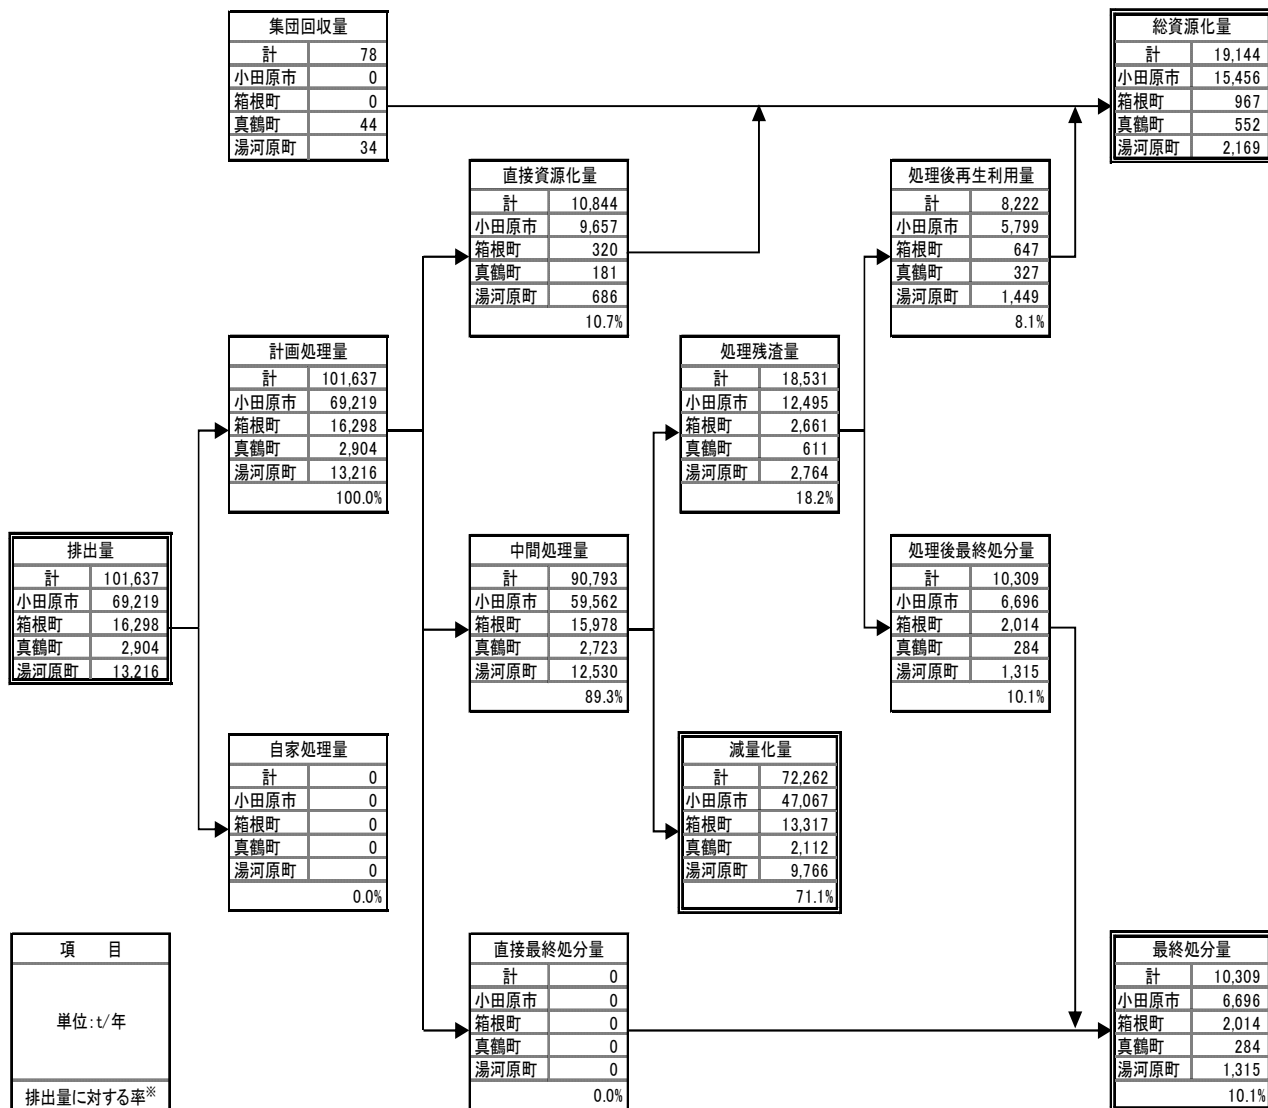 集団回収量
計 78
小田原市 0
箱根町 0
真鶴町 44
湯河原町 34
総資源化量
計 19,144
小田原市 15,456
箱根町 967
真鶴町 552
湯河原町 2,169
直接資源化量
計 10,844
小田原市 9,657
箱根町 320
真鶴町 181
湯河原町 686
10.7%
処理後再生利用量
計 8,222
小田原市 5,799
箱根町 647
真鶴町 327
湯河原町 1,449
8.1%
計画処理量
計 101,637
小田原市 69,219
箱根町 16,298
真鶴町 2,904
湯河原町 13,216
100.0%
処理残渣量
計 18,531
小田原市 12,495
箱根町 2,661
真鶴町 611
湯河原町 2,764
18.2%
排出量
計 101,637
小田原市 69,219
箱根町 16,298
真鶴町 2,904
湯河原町 13,216
中間処理量
計 90,793
小田原市 59,562
箱根町 15,978
真鶴町 2,723
湯河原町 12,530
89.3%
処理後最終処分量
計 10,309
小田原市 6,696
箱根町 2,014
真鶴町 284
湯河原町 1,315
10.1%
自家処理量
計 0
小田原市 0
箱根町 0
真鶴町 0
湯河原町 0
0.0%
減量化量
計 72,262
小田原市 47,067
箱根町 13,317
真鶴町 2,112
湯河原町 9,766
71.1%
項 目
単位:t/年
排出量に対する率※
直接最終処分量
計 0
小田原市 0
箱根町 0
真鶴町 0
湯河原町 0
0.0%
最終処分量
計 10,309
小田原市 6,696
箱根町 2,014
真鶴町 284
湯河原町 1,315
10.1%